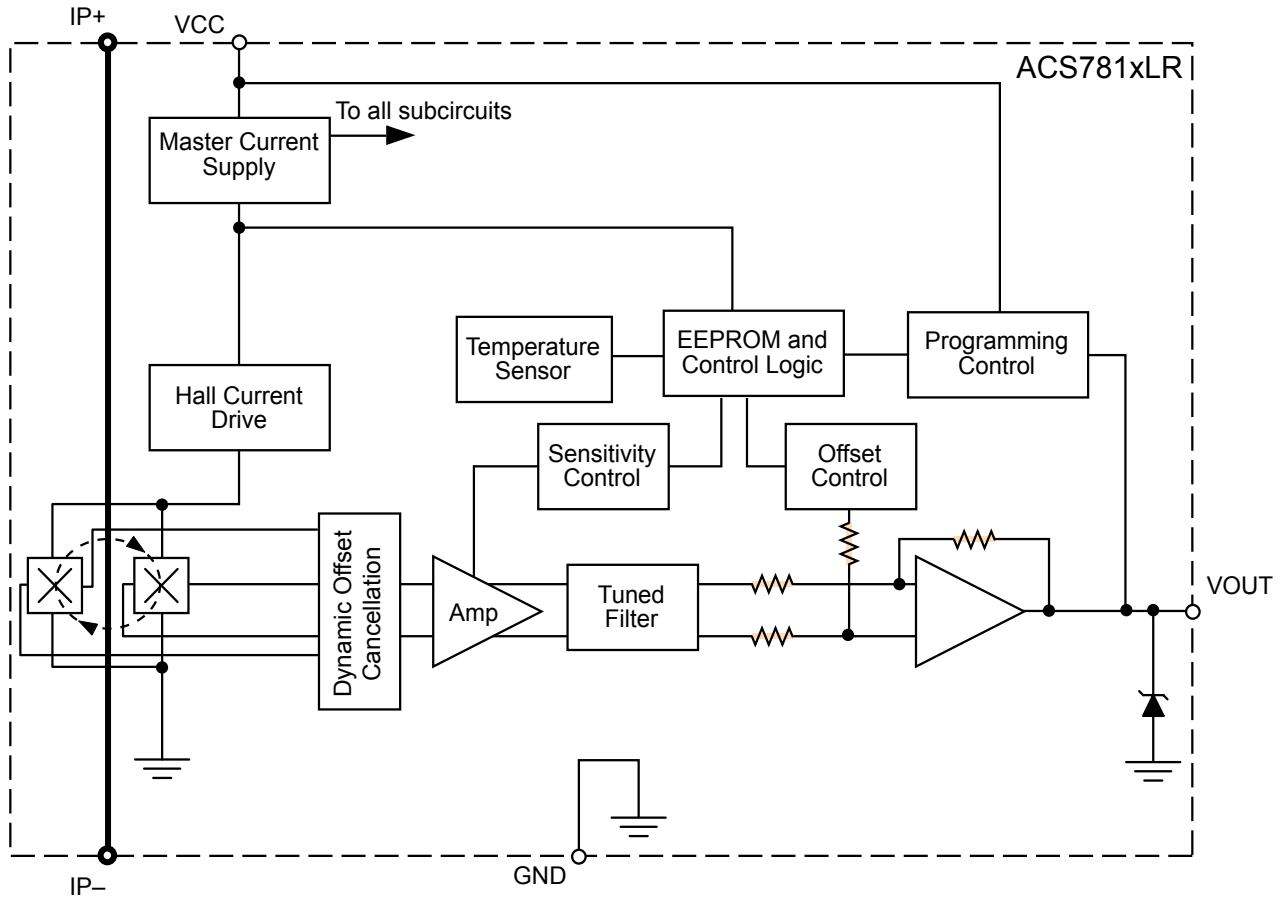 IP+
VCC
ACS781xLR
To all subcircuits
Master Current
Supply
Temperature
Sensor
EEPROM and
Control Logic
Programming
Control
Hall Current
Drive
Sensitivity
Control
Offset
Control
Dynamic Offset
Cancellation
Amp
Tuned
Filter
VOUT
GND
IP–